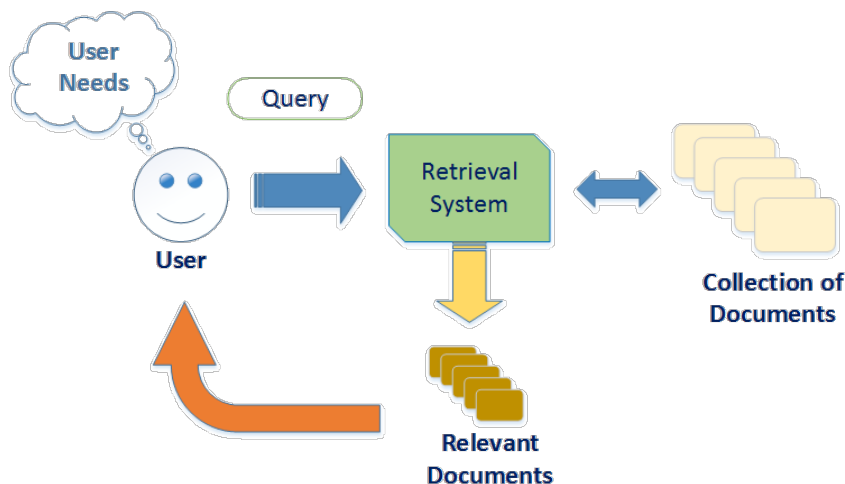 User
Needs
Query
Retrieval
System
User
Collection of
Documents
Relevant
Documents